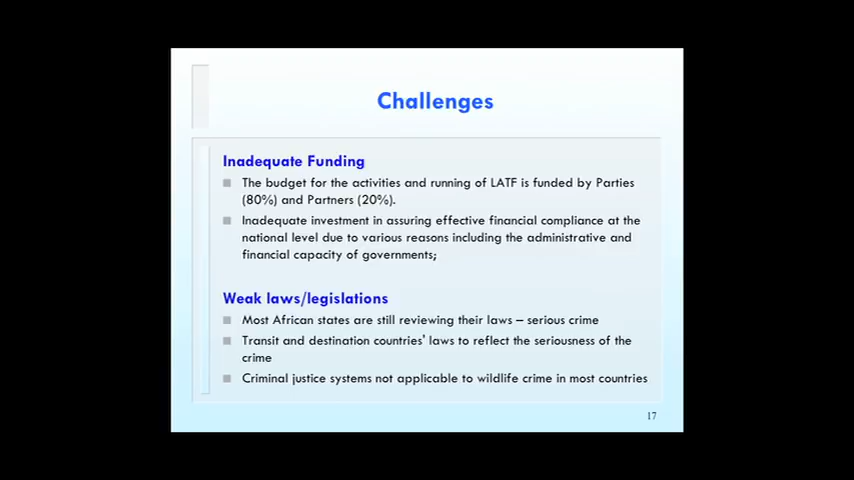 Challenges
Inadequate Funding
The budget for the activities and running of LATF is funded by Parties
(80%) and Partners (20%).
Inadequate investment in assuring effective financial compliance at the
national level due to various reasons including the administrative and
financial capacity of governments;
Weak laws/legislations
Most African states are still reviewing their laws – serious crime
Transit and destination countries' laws to reflect the seriousness of the
crime
Criminal justice systems not applicable to wildlife crime in most countries
17